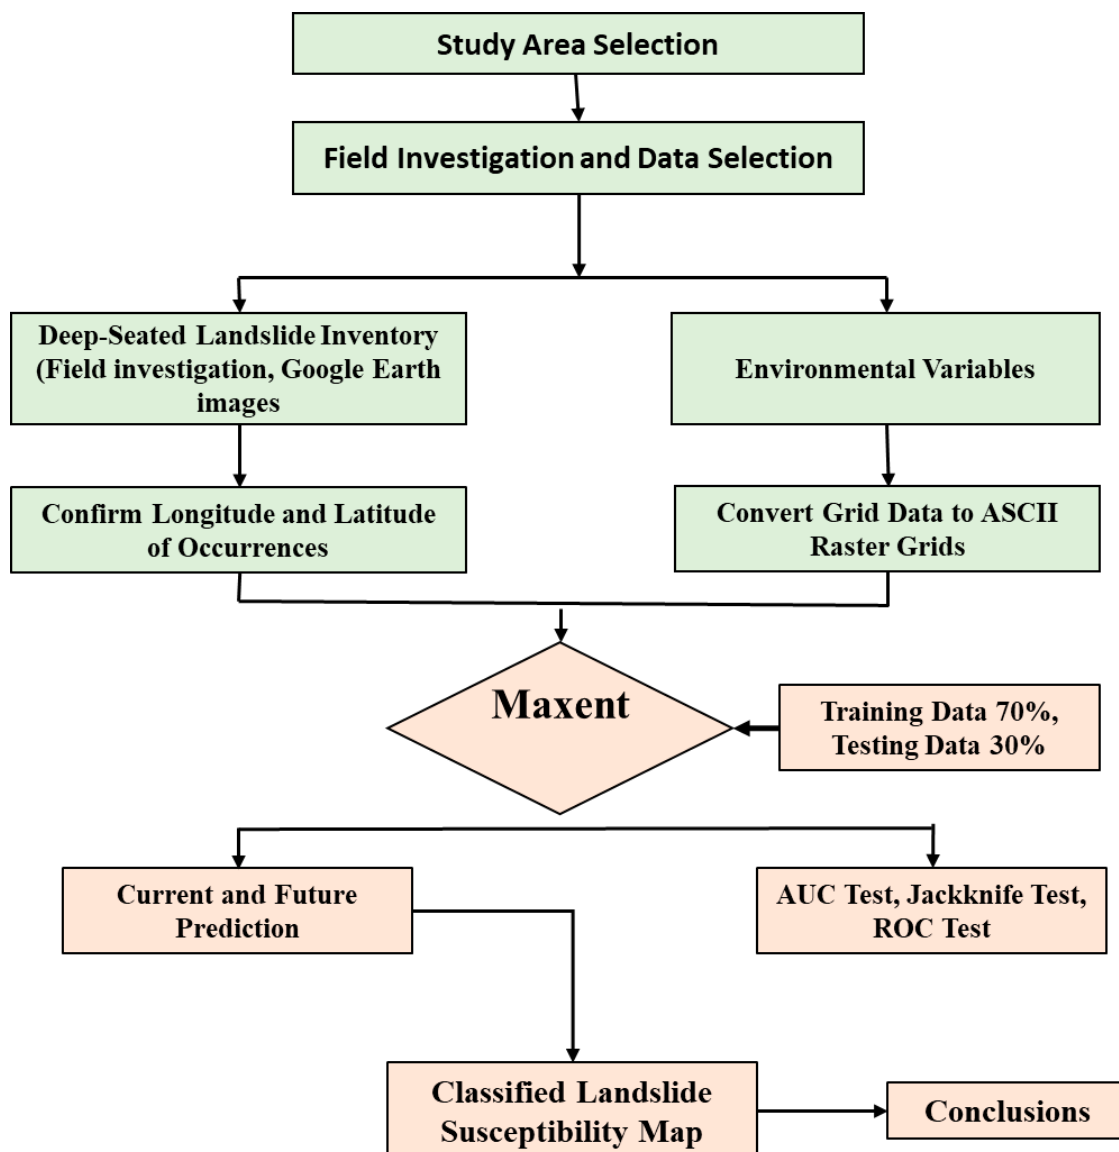 Study Area Selection
Field Investigation and Data Selection
Deep-Seated Landslide Inventory
(Field investigation, Google Earth
images
Environmental Variables
Confirm Longitude and Latitude
of Occurrences
Convert Grid Data to ASCII
Raster Grids
Maxent
Training Data 70%,
Testing Data 30%
Current and Future
Prediction
AUC Test, Jackknife Test,
ROC Test
Classified Landslide
Susceptibility Map
Conclusions